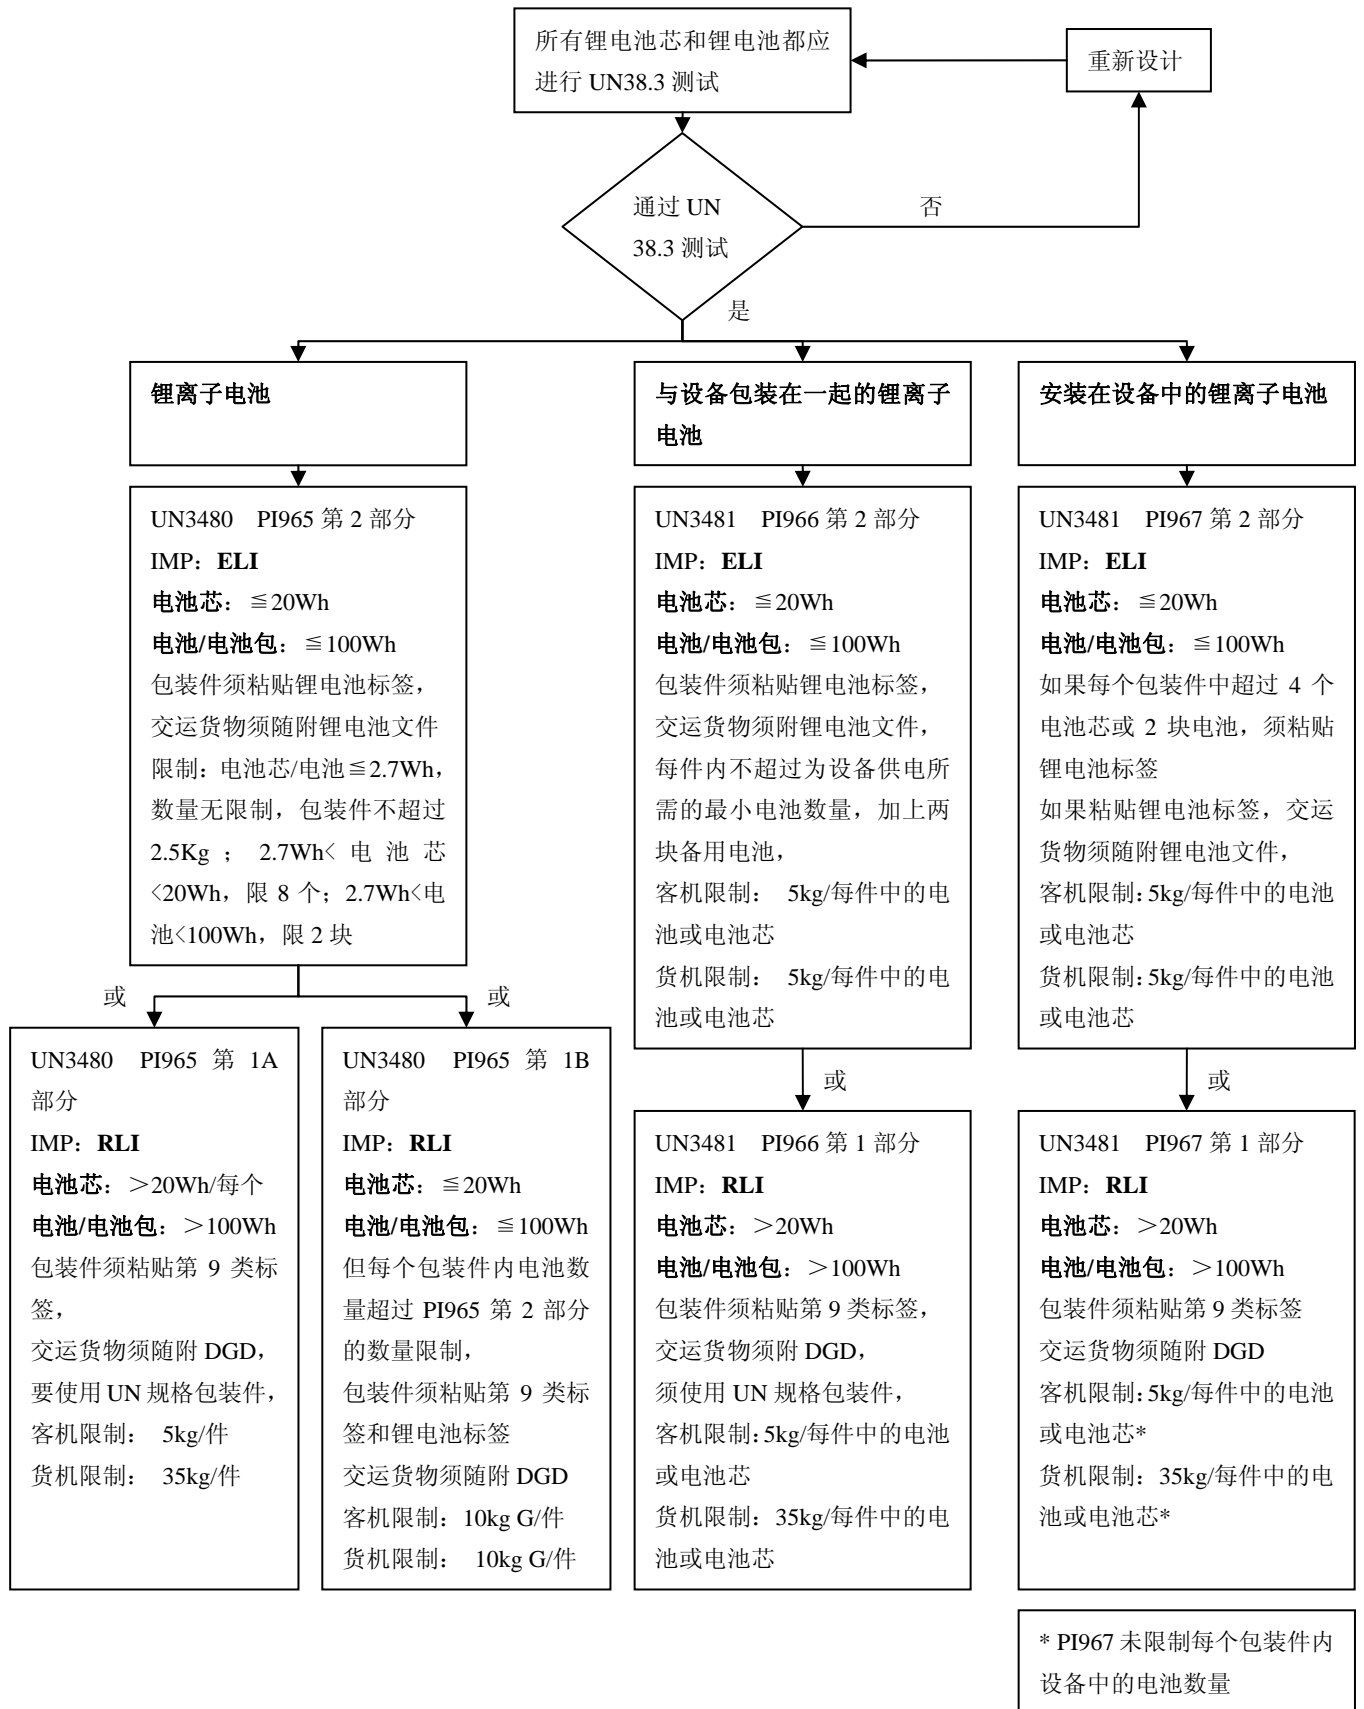 所有锂电池芯和锂电池都应
进行 UN38.3 测试
重新设计
通过 UN
38.3 测试
否
是
锂离子电池
与设备包装在一起的锂离子
电池
安装在设备中的锂离子电池
UN3480 PI965 第 2 部分
IMP：ELI
电池芯：≦20Wh
电池/电池包：≦100Wh
包装件须粘贴锂电池标签，
交运货物须随附锂电池文件
限制：电池芯/电池≦2.7Wh，
数量无限制，包装件不超过
2.5Kg ； 2.7Wh< 电 池 芯
<20Wh，限 8 个；2.7Wh<电
池<100Wh，限 2 块
UN3481 PI966 第 2 部分
IMP：ELI
电池芯：≦20Wh
电池/电池包：≦100Wh
包装件须粘贴锂电池标签，
交运货物须附锂电池文件，
每件内不超过为设备供电所
需的最小电池数量，加上两
块备用电池，
客机限制： 5kg/每件中的电
池或电池芯
货机限制： 5kg/每件中的电
池或电池芯
UN3481 PI967 第 2 部分
IMP：ELI
电池芯：≦20Wh
电池/电池包：≦100Wh
如果每个包装件中超过 4 个
电池芯或 2 块电池，须粘贴
锂电池标签
如果粘贴锂电池标签，交运
货物须随附锂电池文件，
客机限制：5kg/每件中的电池
或电池芯
货机限制：5kg/每件中的电池
或电池芯
或
或
或
或
UN3480 PI965 第 1A
部分
IMP：RLI
电池芯：＞20Wh/每个
电池/电池包：＞100Wh
包装件须粘贴第 9 类标
签，
交运货物须随附 DGD，
要使用 UN 规格包装件，
客机限制： 5kg/件
货机限制： 35kg/件
UN3480 PI965 第 1B
部分
IMP：RLI
电池芯：≦20Wh
电池/电池包：≦100Wh
但每个包装件内电池数
量超过 PI965 第 2 部分
的数量限制，
包装件须粘贴第 9 类标
签和锂电池标签
交运货物须随附 DGD
客机限制：10kg G/件
货机限制： 10kg G/件
UN3481 PI966 第 1 部分
IMP：RLI
电池芯：＞20Wh
电池/电池包：＞100Wh
包装件须粘贴第 9 类标签，
交运货物须附 DGD，
须使用 UN 规格包装件，
客机限制：5kg/每件中的电池
或电池芯
货机限制：35kg/每件中的电
池或电池芯
UN3481 PI967 第 1 部分
IMP：RLI
电池芯：＞20Wh
电池/电池包：＞100Wh
包装件须粘贴第 9 类标签
交运货物须随附 DGD
客机限制：5kg/每件中的电池
或电池芯*
货机限制：35kg/每件中的电
池或电池芯*
* PI967 未限制每个包装件内
设备中的电池数量